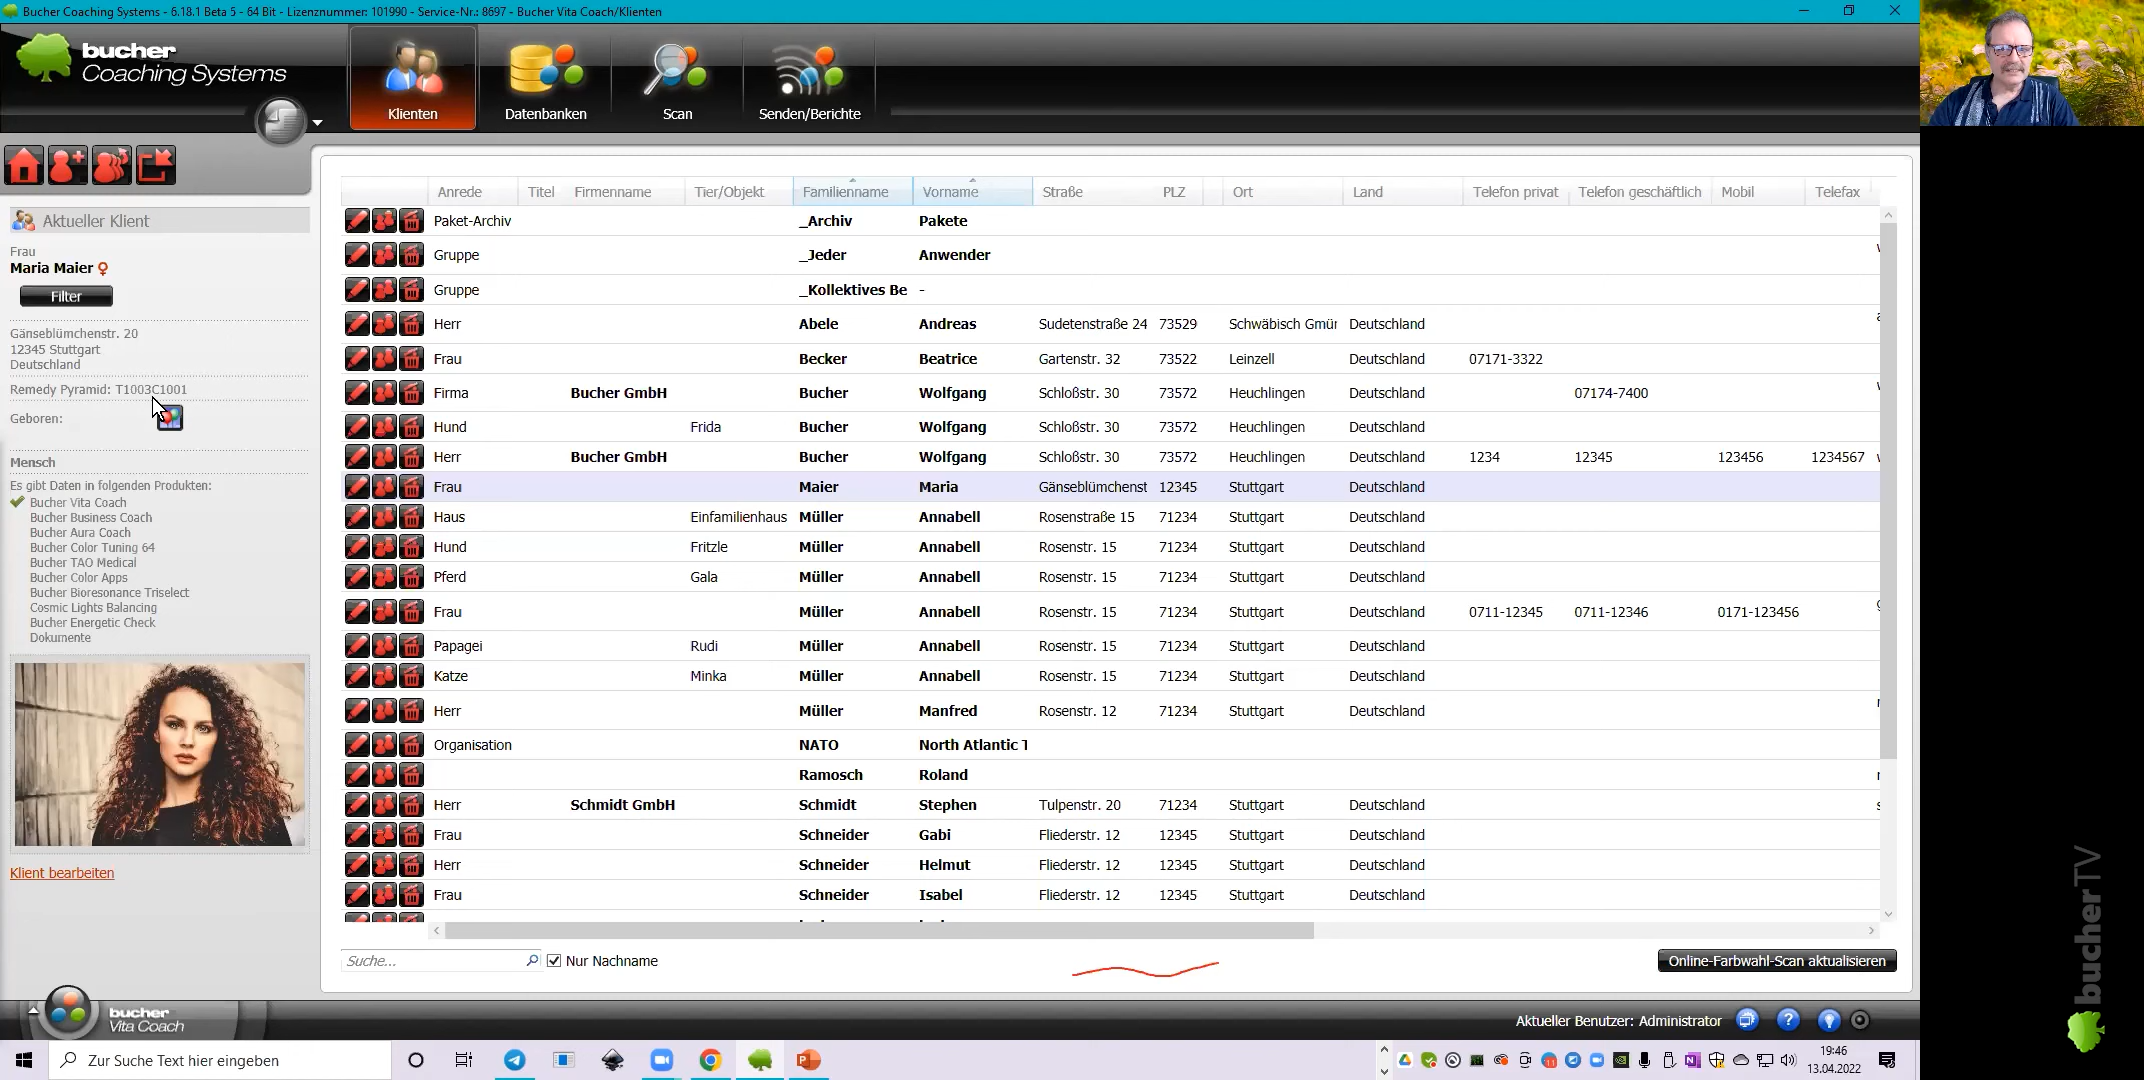 Bucher Coaching Systems - 6.18.1 Beta 5 - 64 Bit - Lizenznummer: 101990 - Service-Nr.: 8697 - Bucher Vita Coach/Klienten
bucher
Coaching Systems
Klienten
Datenbanken
Scan
Senden/Berichte
Aktueller Klient
Frau
Maria Maier
Filter
Gänseblümchenstr. 20
12345 Stuttgart
Deutschland
Remedy Pyramid: T1003C1001
Geboren:
Mensch
Es gibt Daten in folgenden Produkten:
Bucher Vita Coach
Bucher Business Coach
Bucher Aura Coach
Bucher Color Tuning 64
Bucher TAO Medical
Bucher Color Apps
Bucher Bioresonance Triselect
Cosmic Lights Balancing
Bucher Energetic Check
Dokumente
Klient bearbeiten
Anrede Titel Firmenname Tier/Objekt Familienname Vorname Straße PLZ Ort Land Telefon privat Telefon geschäftlich Mobil Telefax
Paket-Archiv _Archiv Pakete
Gruppe _Jeder Anwender
Gruppe _Kollektives Be -
Herr Abele Andreas Sudetenstraße 24 73529 Schwäbisch Gmür Deutschland
Frau Becker Beatrice Gartenstr. 32 73522 Leinzell Deutschland 07171-3322
Firma Bucher GmbH Bucher Wolfgang Schloßstr. 30 73572 Heuchlingen Deutschland 07174-7400
Hund Frida Bucher Wolfgang Schloßstr. 30 73572 Heuchlingen Deutschland
Herr Bucher GmbH Bucher Wolfgang Schloßstr. 30 73572 Heuchlingen Deutschland 1234 12345 123456 1234567
Frau Maier Maria Gänseblümchenst 12345 Stuttgart Deutschland
Haus Einfamilienhaus Müller Annabell Rosenstraße 15 71234 Stuttgart Deutschland
Hund Fritzle Müller Annabell Rosenstr. 15 71234 Stuttgart Deutschland
Pferd Gala Müller Annabell Rosenstr. 15 71234 Stuttgart Deutschland
Frau Müller Annabell Rosenstr. 15 71234 Stuttgart Deutschland 0711-12345 0711-12346 0171-123456
Papagei Rudi Müller Annabell Rosenstr. 15 71234 Stuttgart Deutschland
Katze Minka Müller Annabell Rosenstr. 15 71234 Stuttgart Deutschland
Herr Müller Manfred Rosenstr. 12 71234 Stuttgart Deutschland
Organisation NATO North Atlantic T
Ramosch Roland
Herr Schmidt GmbH Schmidt Stephen Tulpenstr. 20 71234 Stuttgart Deutschland
Frau Schneider Gabi Fliederstr. 12 12345 Stuttgart Deutschland
Herr Schneider Helmut Fliederstr. 12 12345 Stuttgart Deutschland
Frau Schneider Isabel Fliederstr. 12 12345 Stuttgart Deutschland
Suche...
Nur Nachname
Online-Farbwahl-Scan aktualisieren
bucher
Vita Coach
Aktueller Benutzer: Administrator
Zur Suche Text hier eingeben
19:46
13.04.2022
bucherTV